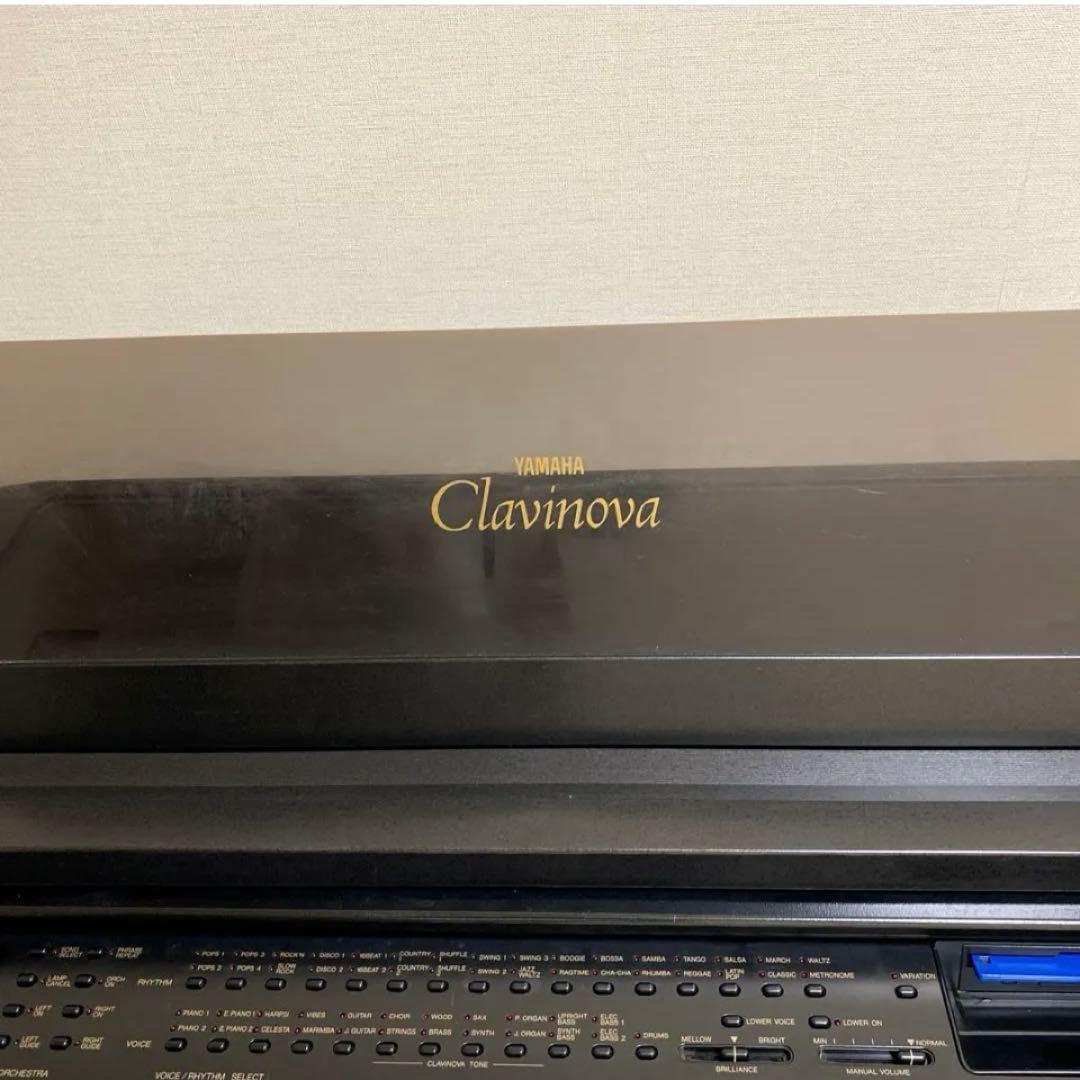 YAMAHA
Clavinova
SONG SELECT PHRASE REPEAT
POPS 1 POPS 3 ROCK'N DISCO 1 16BEAT 1 COUNTRY 1 SHUFFLE 1 SWING 1 SWING 3 BOOGIE BOSSA SAMBA TANGO SALSA MARCH WALTZ
LAMP CANCEL ORCH ON RHYTHM POPS 2 POPS 4 SLOW ROCK DISCO 2 16BEAT 2 COUNTRY 2 SHUFFLE 2 SWING 2 JAZZ WALTZ RAGTIME CHA-CHA RHUMBA REGGAE LATIN POP CLASSIC METRONOME VARIATION
LEFT ON RIGHT ON PIANO 1 E.PIANO 1 HARPSI VIBES GUITAR CHOIR WOOD SAX P. ORGAN UPRIGHT BASS ELEC BASS 1 LOWER VOICE LOWER ON
LEFT GUIDE RIGHT GUIDE VOICE PIANO 2 E.PIANO 2 CELESTA MARIMBA J. GUITAR STRINGS BRASS SYNTH J. ORGAN SYNTH BASS ELEC BASS 2 DRUMS MELLOW BRIGHT MIN NORMAL
CLAVINOVA TONE BRILLIANCE MANUAL VOLUME
ORCHESTRA VOICE/RHYTHM SELECT